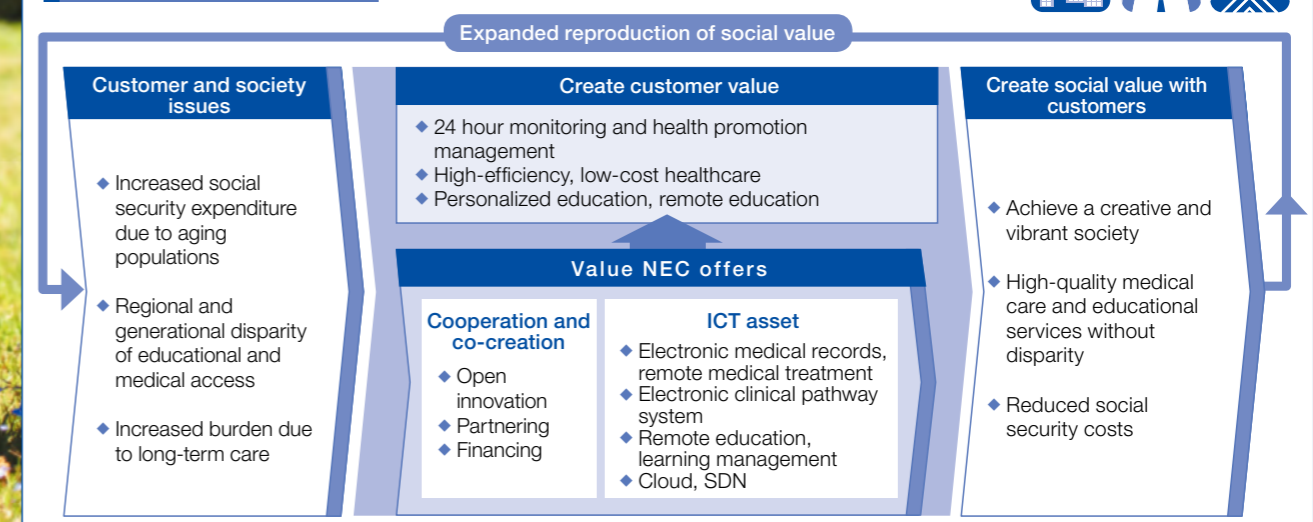 Expanded reproduction of social value
Customer and society
issues
◆ Increased social
security expenditure
due to aging
populations
◆ Regional and
generational disparity
of educational and
medical access
◆ Increased burden due
to long-term care
Create customer value
◆ 24 hour monitoring and health promotion
management
◆ High-efficiency, low-cost healthcare
◆ Personalized education, remote education
Value NEC offers
Cooperation and
co-creation
◆ Open
innovation
◆ Partnering
◆ Financing
ICT asset
◆ Electronic medical records,
remote medical treatment
◆ Electronic clinical pathway
system
◆ Remote education,
learning management
◆ Cloud, SDN
Create social value with
customers
◆ Achieve a creative and
vibrant society
◆ High-quality medical
care and educational
services without
disparity
◆ Reduced social
security costs